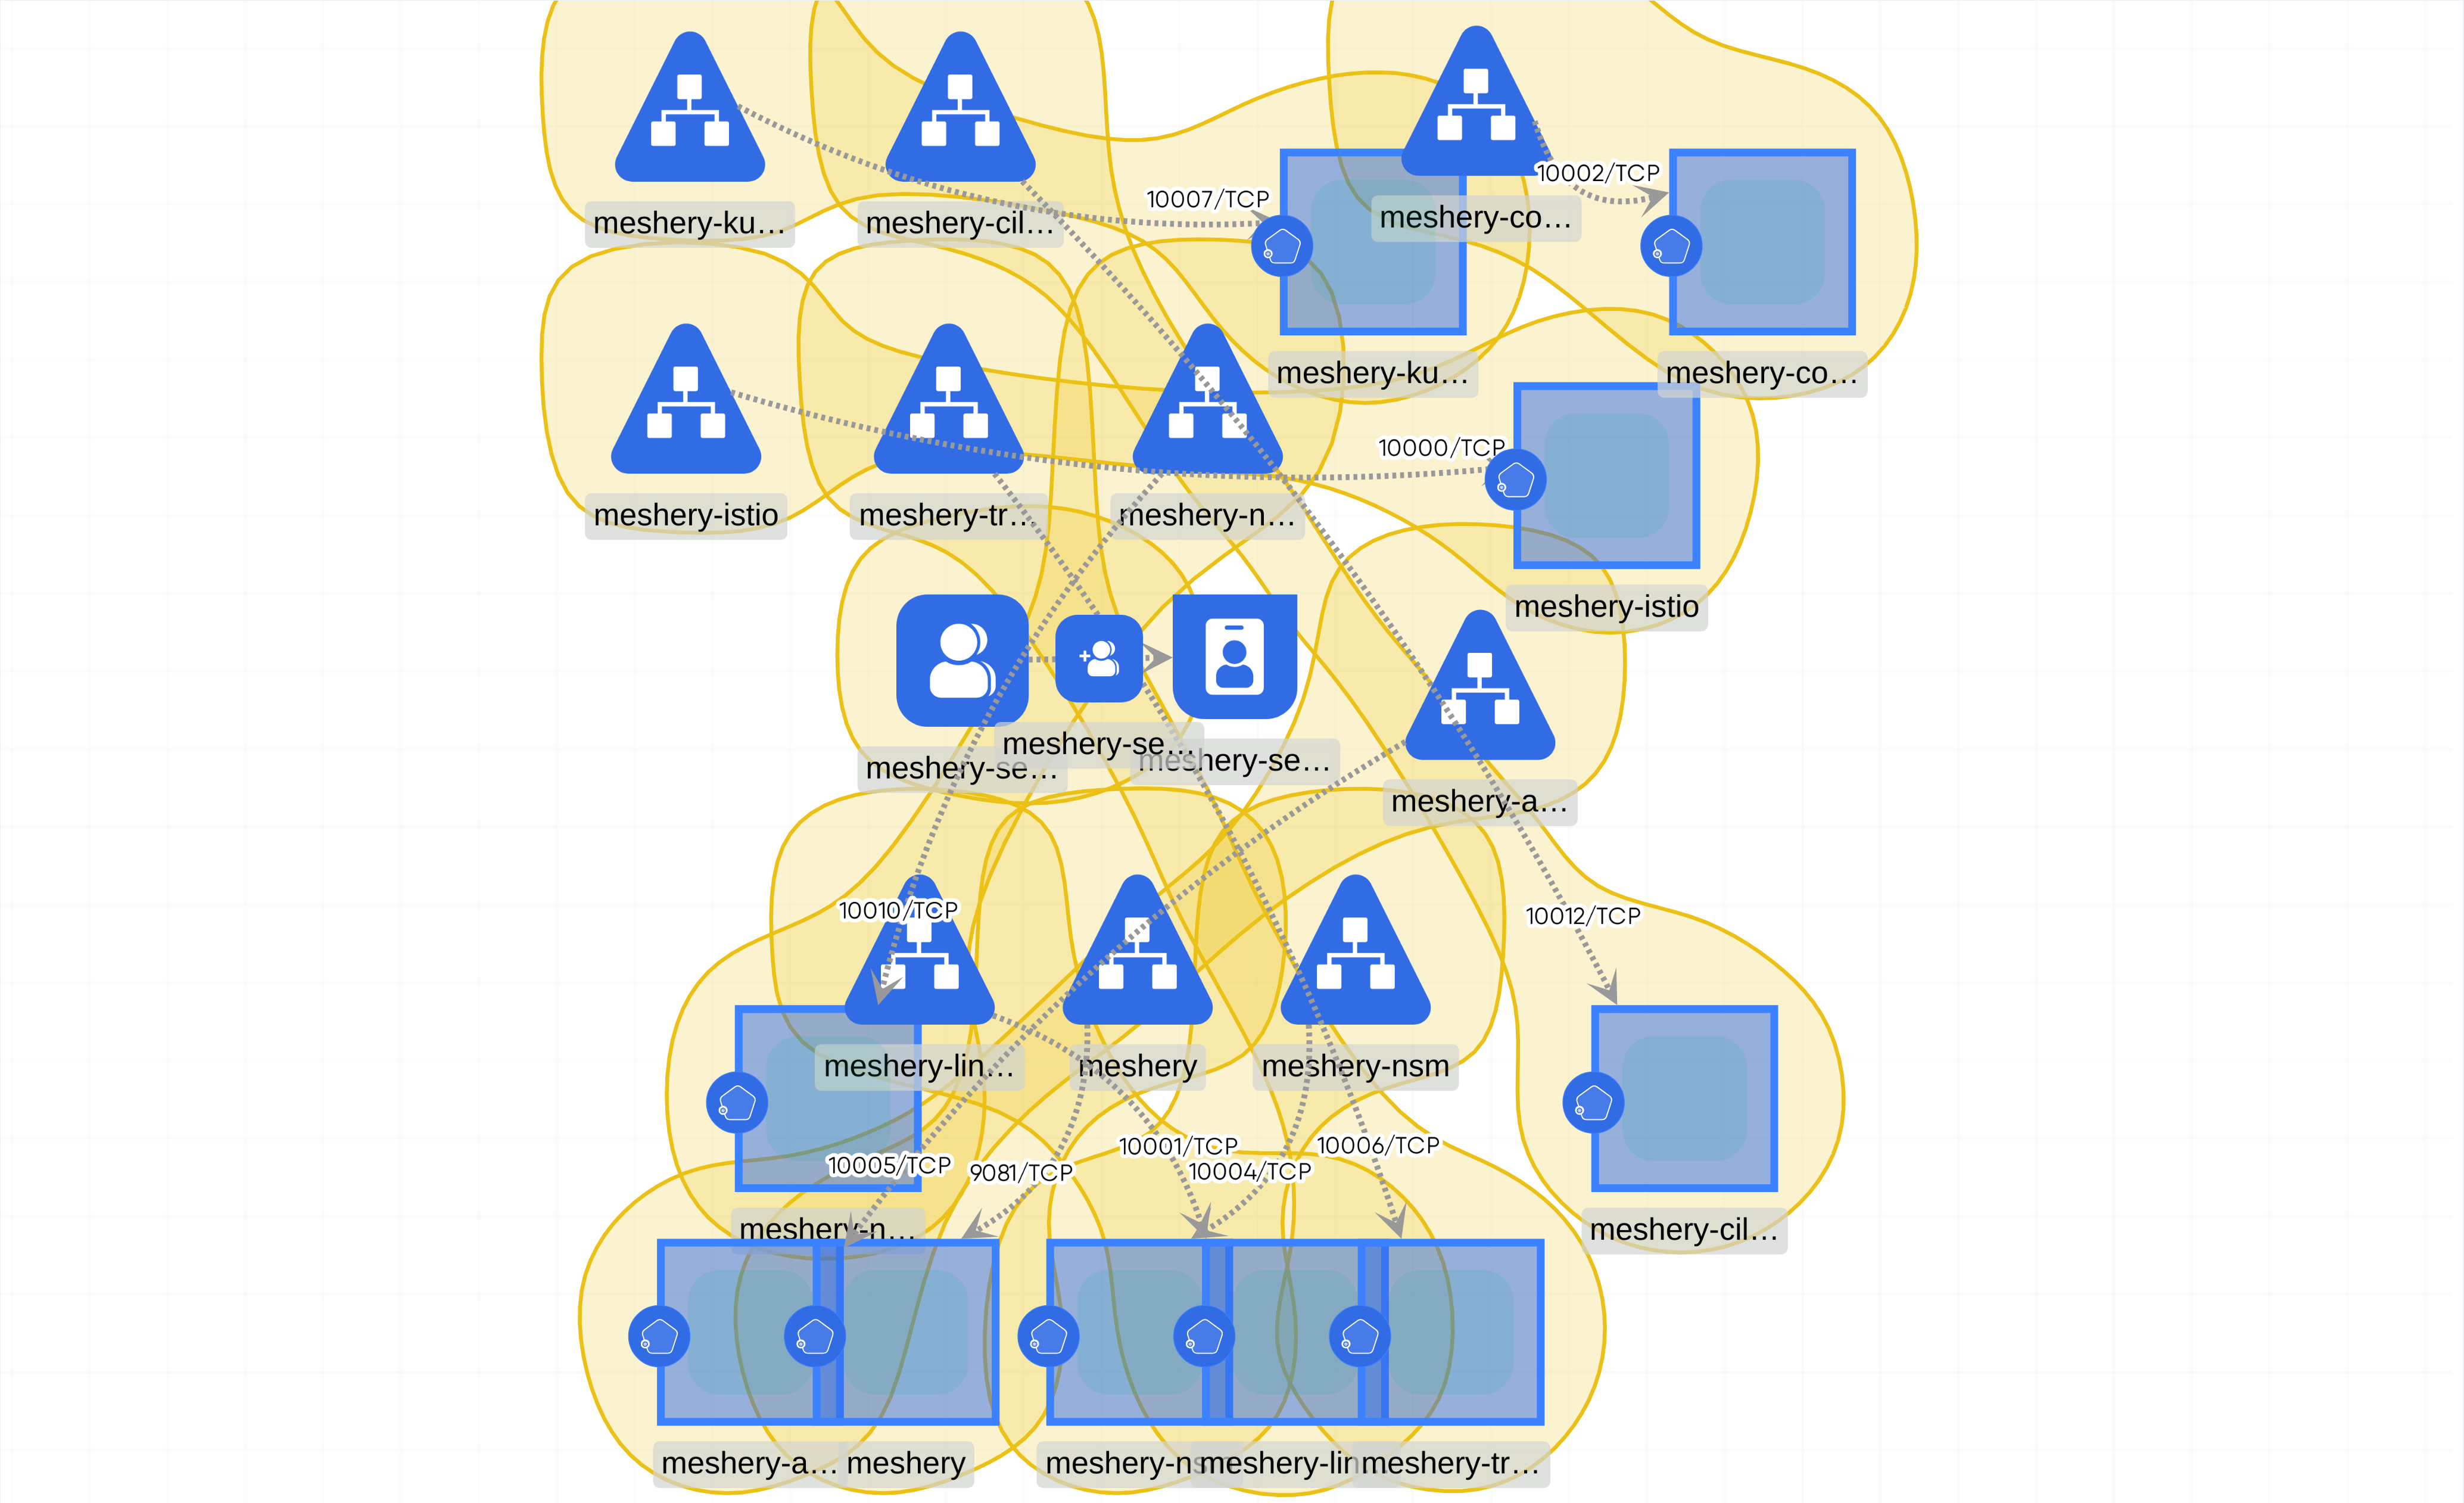 10002/TCP
10007/TCP
meshery-ku…
meshery-cil…
meshery-co…
meshery-ku…
meshery-co…
10000/TCP
meshery-istio
meshery-tr…
meshery-n…
meshery-istio
meshery-se…
meshery-se…
meshery-se…
meshery-a…
10010/TCP
10012/TCP
meshery-lin…
meshery
meshery-nsm
10005/TCP
9081/TCP
10001/TCP
10004/TCP
10006/TCP
meshery-n…
meshery-cil…
meshery-a…
meshery
meshery-nsm
meshery-lin…
meshery-tr…